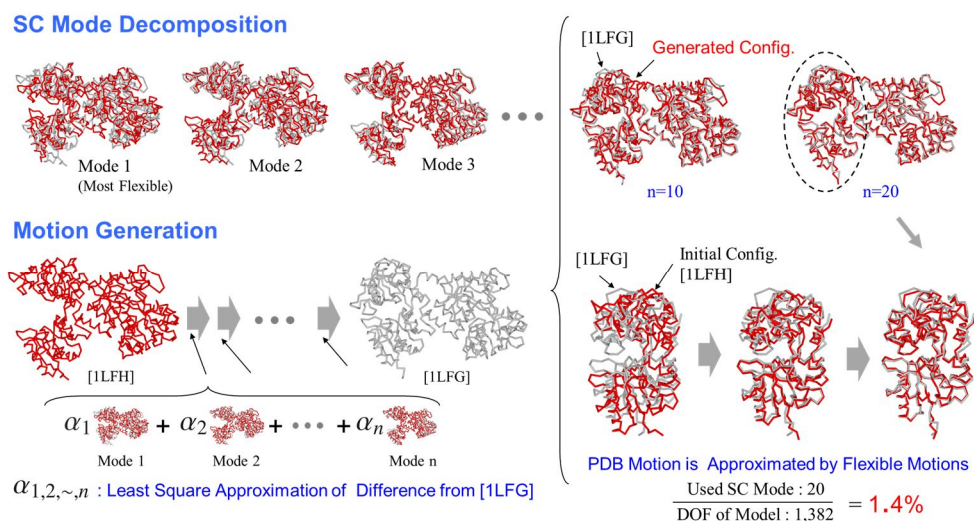 SC Mode Decomposition
Mode 1
(Most Flexible)
Mode 2
Mode 3
Motion Generation
[1LFH]
[1LFG]
α1 + α2 + ••• + αn
Mode 1
Mode 2
Mode n
α1,2,~,n : Least Square Approximation of Difference from [1LFG]
[1LFG]
Generated Config.
n=10
n=20
[1LFG]
Initial Config.
[1LFH]
PDB Motion is Approximated by Flexible Motions
Used SC Mode : 20
DOF of Model : 1,382
= 1.4%